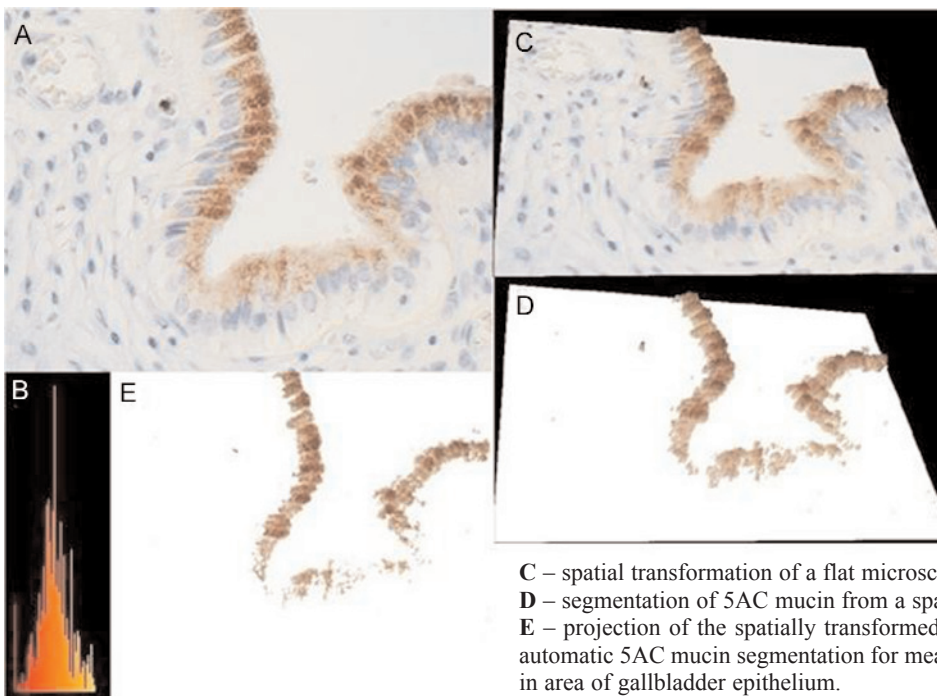 A
C
D
B
E
C – spatial transformation of a flat microsc
D – segmentation of 5AC mucin from a spa
E – projection of the spatially transformed
automatic 5AC mucin segmentation for mea
in area of gallbladder epithelium.